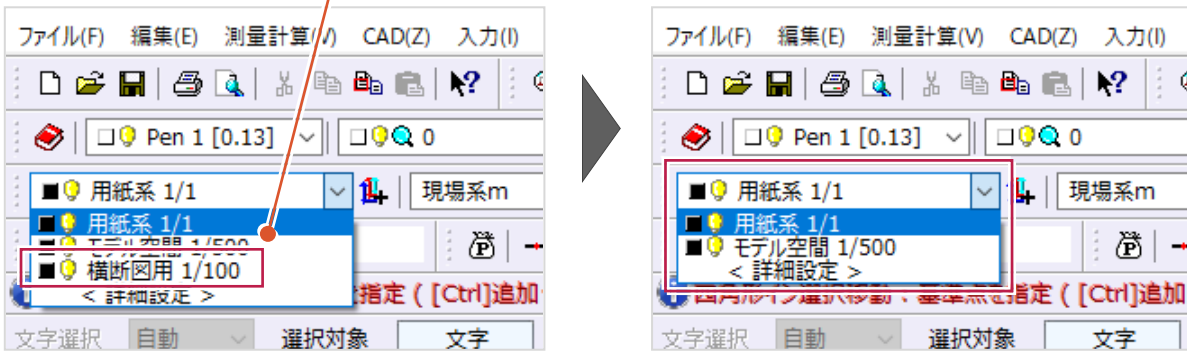 ファイル(F) 編集(E) 測量計算(V) CAD(Z) 入力(I)
Pen 1 [0.13] 0
用紙系 1/1 現場系m
用紙系 1/1
モデル空間 1/500
横断図用 1/100
< 詳細設定 >
指定 ( [Ctrl]追加
文字選択 自動 選択対象 文字
ファイル(F) 編集(E) 測量計算(V) CAD(Z) 入力(I)
Pen 1 [0.13] 0
用紙系 1/1 現場系m
用紙系 1/1
モデル空間 1/500
< 詳細設定 >
四角形イン選択移動 : 基準点を指定 ( [Ctrl]追加
文字選択 自動 選択対象 文字